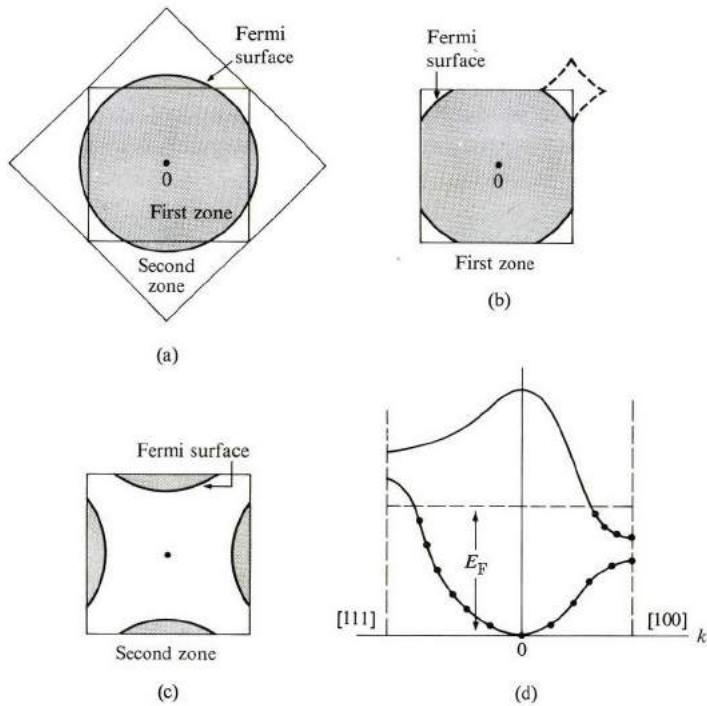 Fermi
surface
0
First zone
Second
zone
(a)
Fermi
surface
0
First zone
(b)
Fermi surface
Second zone
(c)
E_F
[111]
[100]
k
0
(d)